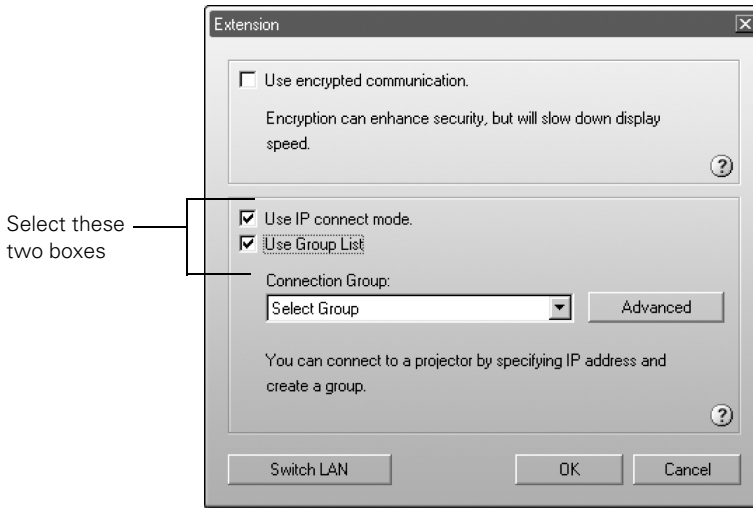 Extension
Use encrypted communication.
Encryption can enhance security, but will slow down display
speed.
?
Select these
two boxes
Use IP connect mode.
Use Group List
Connection Group:
Select Group
Advanced
You can connect to a projector by specifying IP address and
create a group.
?
Switch LAN
OK
Cancel